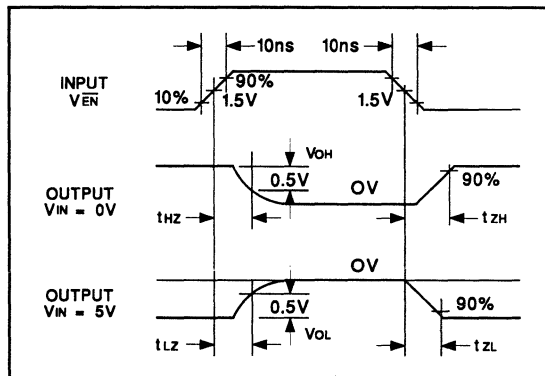 10ns 10ns
INPUT
VEN
10% 90% 1.5V 1.5V
VOH
0.5V
OUTPUT
VIN = 0V
OV
90%
tHZ tZH
OV
OUTPUT
VIN = 5V
0.5V
VOL
90%
tLZ tZL